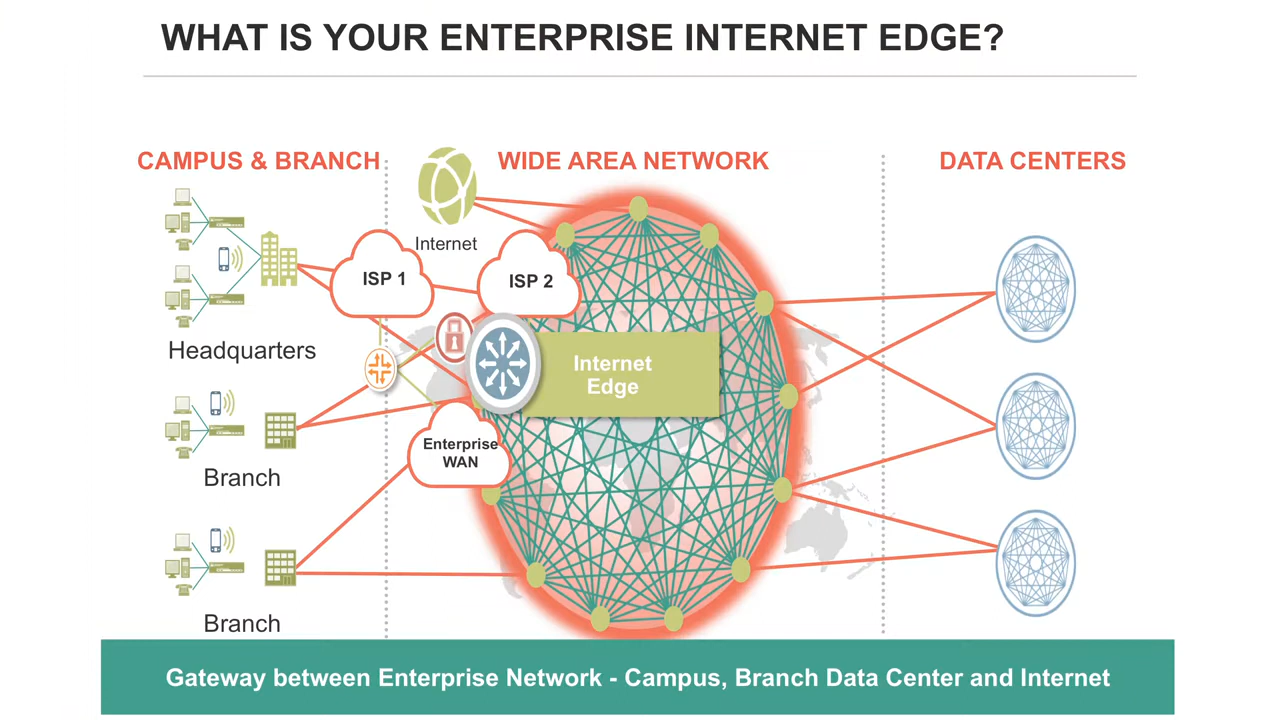 WHAT IS YOUR ENTERPRISE INTERNET EDGE?
CAMPUS & BRANCH
WIDE AREA NETWORK
DATA CENTERS
Internet
ISP 1
ISP 2
Headquarters
Internet
Edge
Enterprise
WAN
Branch
Branch
Gateway between Enterprise Network - Campus, Branch Data Center and Internet